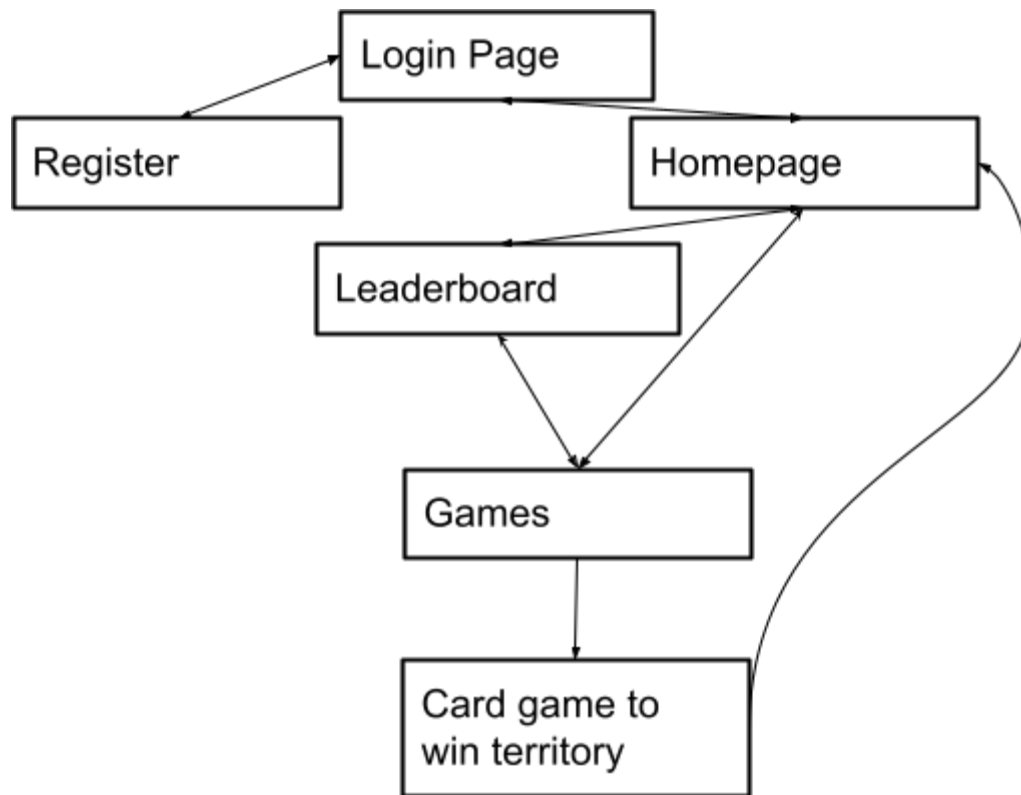 Login Page
Register
Homepage
Leaderboard
Games
Card game to
win territory